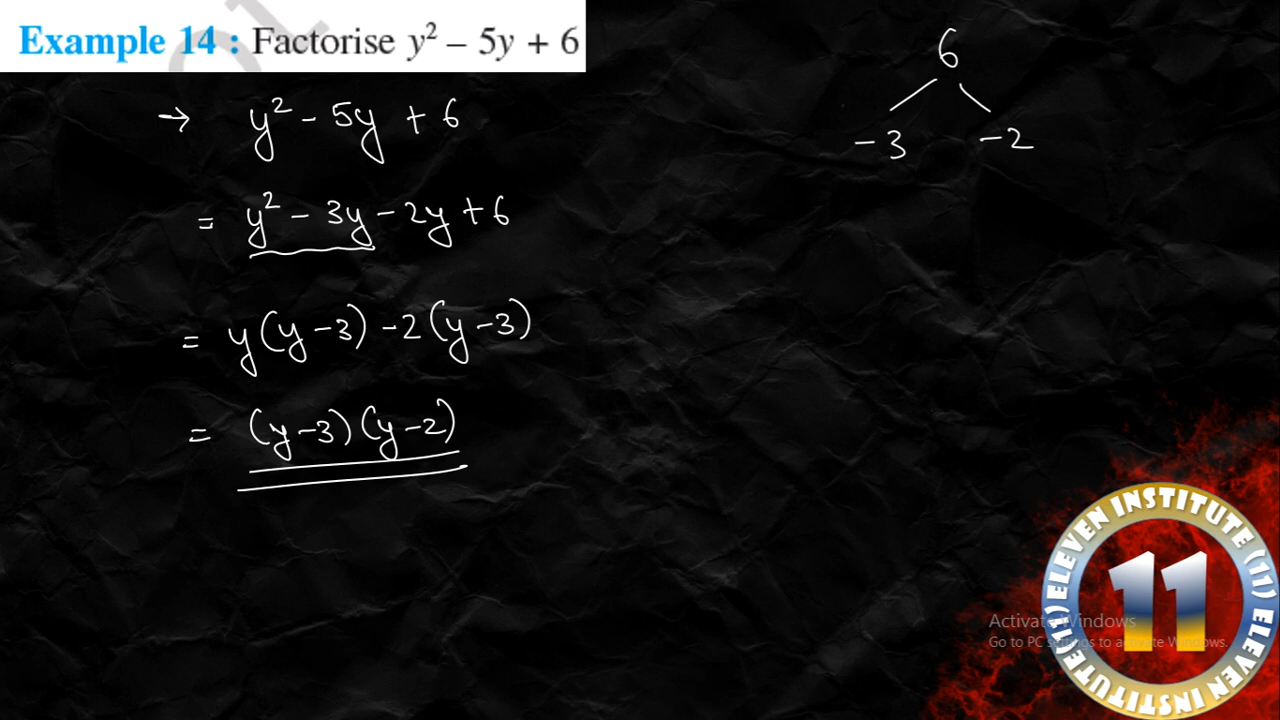 Example 14 : Factorise y² – 5y + 6
→ y² - 5y + 6
= y² - 3y - 2y + 6
= y(y-3) -2(y-3)
= (y-3)(y-2)
6
-3 -2
ELEVEN INSTITUTE (11) ELEVEN INSTITUTE (11)
11
Activate Windows
Go to PC settings to activate Windows.